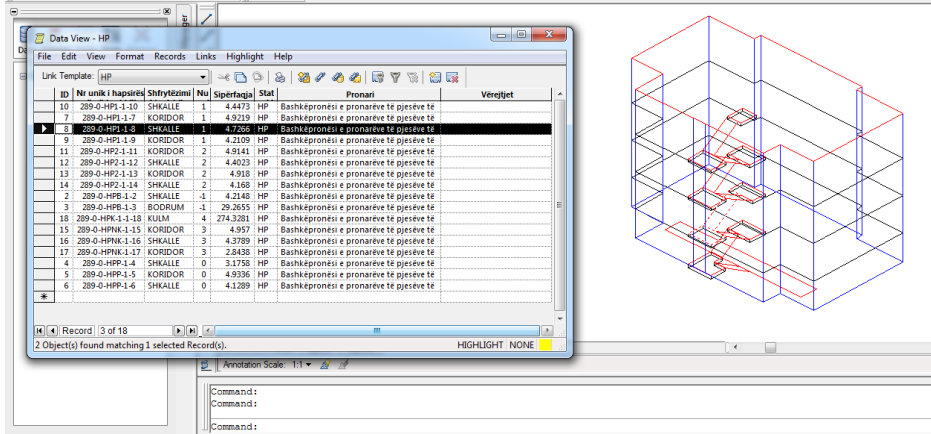 Data View - HP
File Edit View Format Records Links Highlight Help
Link Template: HP
ID Nr unik i hapsirës Shfrytëzimi Nu Sipërfaqja Stat Pronari Vërejtjet
10 289-0-HP1-1-10 SHKALLE 1 4.4473 HP Bashkëpronësi e pronarëve të pjesëve të
7 289-0-HP1-1-7 KORIDOR 1 4.9219 HP Bashkëpronësi e pronarëve të pjesëve të
8 289-0-HP1-1-8 SHKALLE 1 4.7266 HP Bashkëpronësi e pronarëve të pjesëve të
9 289-0-HP1-1-9 KORIDOR 1 4.2109 HP Bashkëpronësi e pronarëve të pjesëve të
11 289-0-HP2-1-11 KORIDOR 2 4.9141 HP Bashkëpronësi e pronarëve të pjesëve të
12 289-0-HP2-1-12 SHKALLE 2 4.4023 HP Bashkëpronësi e pronarëve të pjesëve të
13 289-0-HP2-1-13 KORIDOR 2 4.918 HP Bashkëpronësi e pronarëve të pjesëve të
14 289-0-HP2-1-14 SHKALLE 2 4.168 HP Bashkëpronësi e pronarëve të pjesëve të
2 289-0-HPB-1-2 SHKALLE -1 4.2148 HP Bashkëpronësi e pronarëve të pjesëve të
3 289-0-HPB-1-3 BODRUM -1 29.2655 HP Bashkëpronësi e pronarëve të pjesëve të
18 289-0-HPK-1-1-18 KULM 4 274.3281 HP Bashkëpronësi e pronarëve të pjesëve të
15 289-0-HPNK-1-15 KORIDOR 3 4.957 HP Bashkëpronësi e pronarëve të pjesëve të
16 289-0-HPNK-1-16 SHKALLE 3 4.3789 HP Bashkëpronësi e pronarëve të pjesëve të
17 289-0-HPNK-1-17 KORIDOR 3 2.8438 HP Bashkëpronësi e pronarëve të pjesëve të
4 289-0-HPP-1-4 SHKALLE 0 3.1758 HP Bashkëpronësi e pronarëve të pjesëve të
5 289-0-HPP-1-5 KORIDOR 0 4.9336 HP Bashkëpronësi e pronarëve të pjesëve të
6 289-0-HPP-1-6 SHKALLE 0 4.1289 HP Bashkëpronësi e pronarëve të pjesëve të
Record 3 of 18
2 Object(s) found matching 1 selected Record(s). HIGHLIGHT NONE
Annotation Scale: 1:1
Command:
Command:
Command: